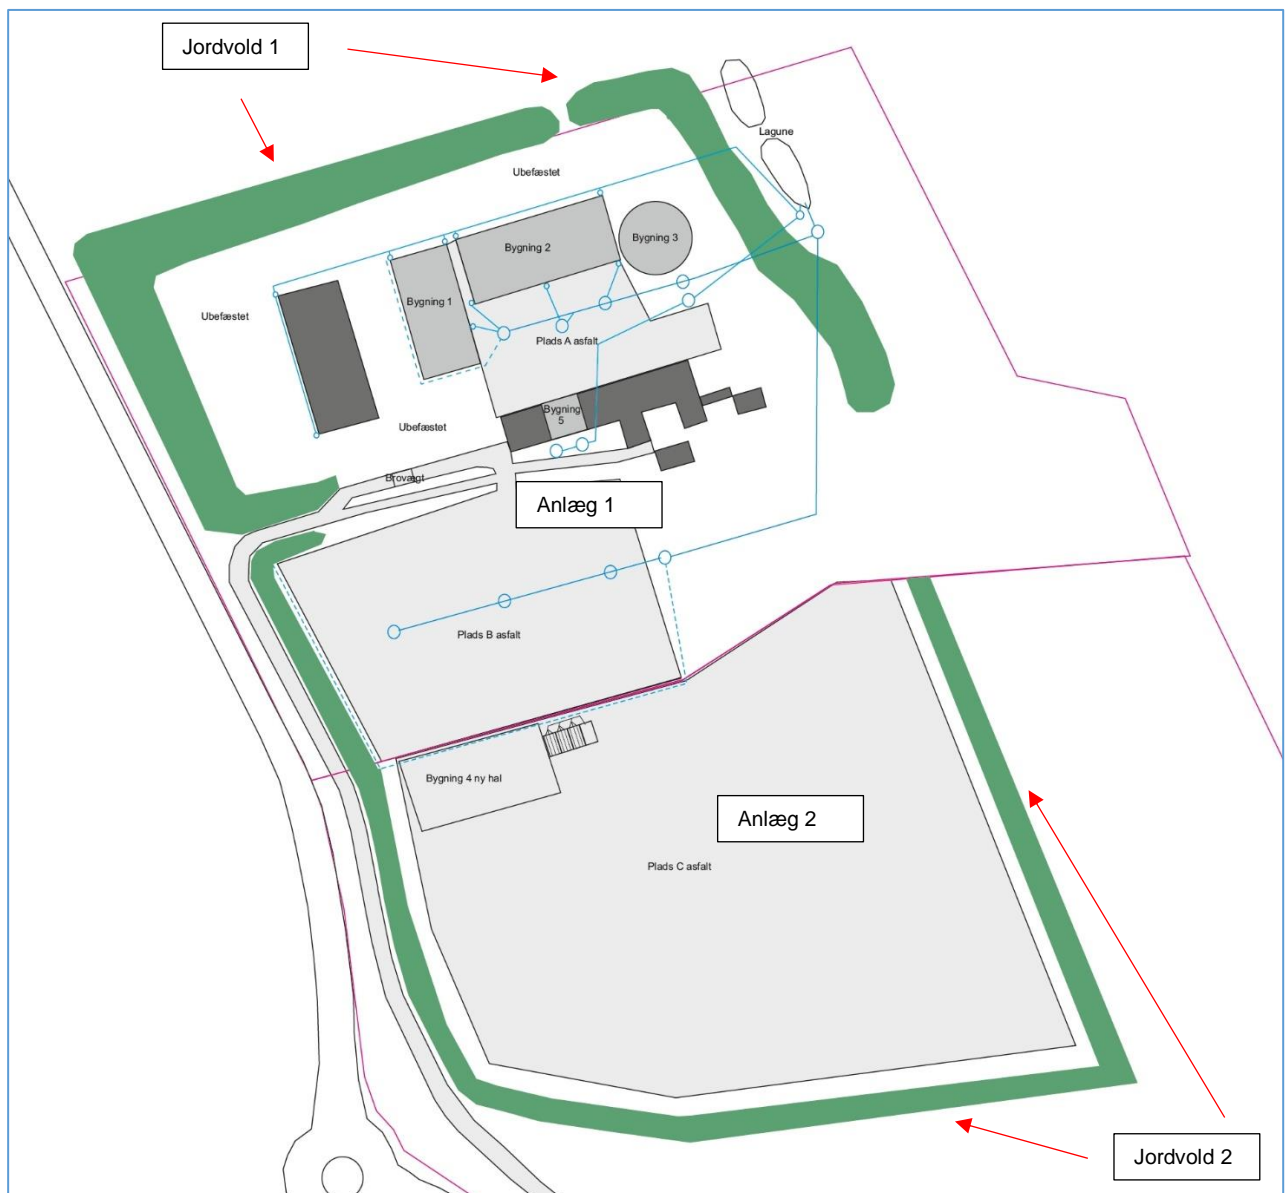 Jordvold 1
Lagune
Ubefæstet
Bygning 2
Bygning 3
Bygning 1
Ubefæstet
Plads A asfalt
Bygning
5
Ubefæstet
Brovægt
Anlæg 1
Plads B asfalt
Bygning 4 ny hal
Anlæg 2
Plads C asfalt
Jordvold 2